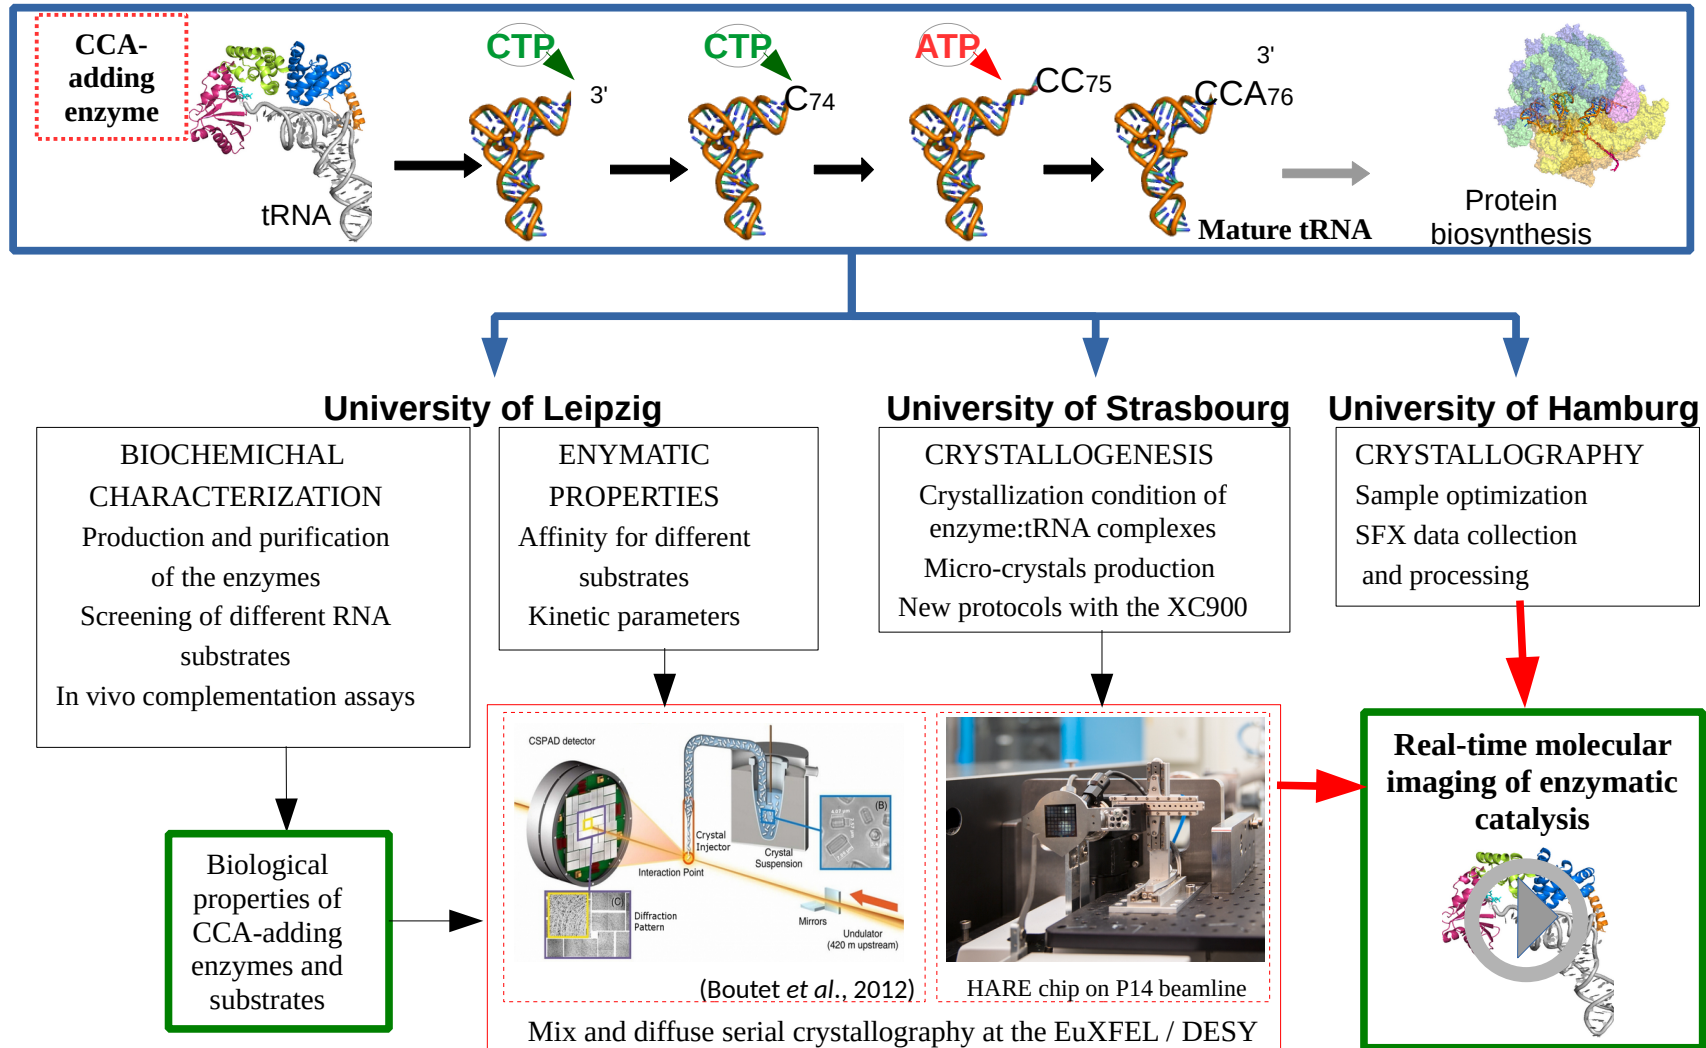 CCA-
adding
enzyme
tRNA
CTP
3'
CTP
C74
ATP
CC75
3'
CCA76
Mature tRNA
Protein
biosynthesis
University of Leipzig
BIOCHEMICHAL
CHARACTERIZATION
Production and purification
of the enzymes
Screening of different RNA
substrates
In vivo complementation assays
ENYMATIC
PROPERTIES
Affinity for different
substrates
Kinetic parameters
University of Strasbourg
CRYSTALLOGENESIS
Crystallization condition of
enzyme:tRNA complexes
Micro-crystals production
New protocols with the XC900
University of Hamburg
CRYSTALLOGRAPHY
Sample optimization
SFX data collection
and processing
Biological
properties of
CCA-adding
enzymes and
substrates
CSPAD detector
Crystal
Injector
Interaction Point
Crystal
Suspension
(B)
Mirrors
Undulator
(420 m upstream)
(C)
Diffraction
Pattern
(Boutet et al., 2012)
HARE chip on P14 beamline
Mix and diffuse serial crystallography at the EuXFEL / DESY
Real-time molecular
imaging of enzymatic
catalysis